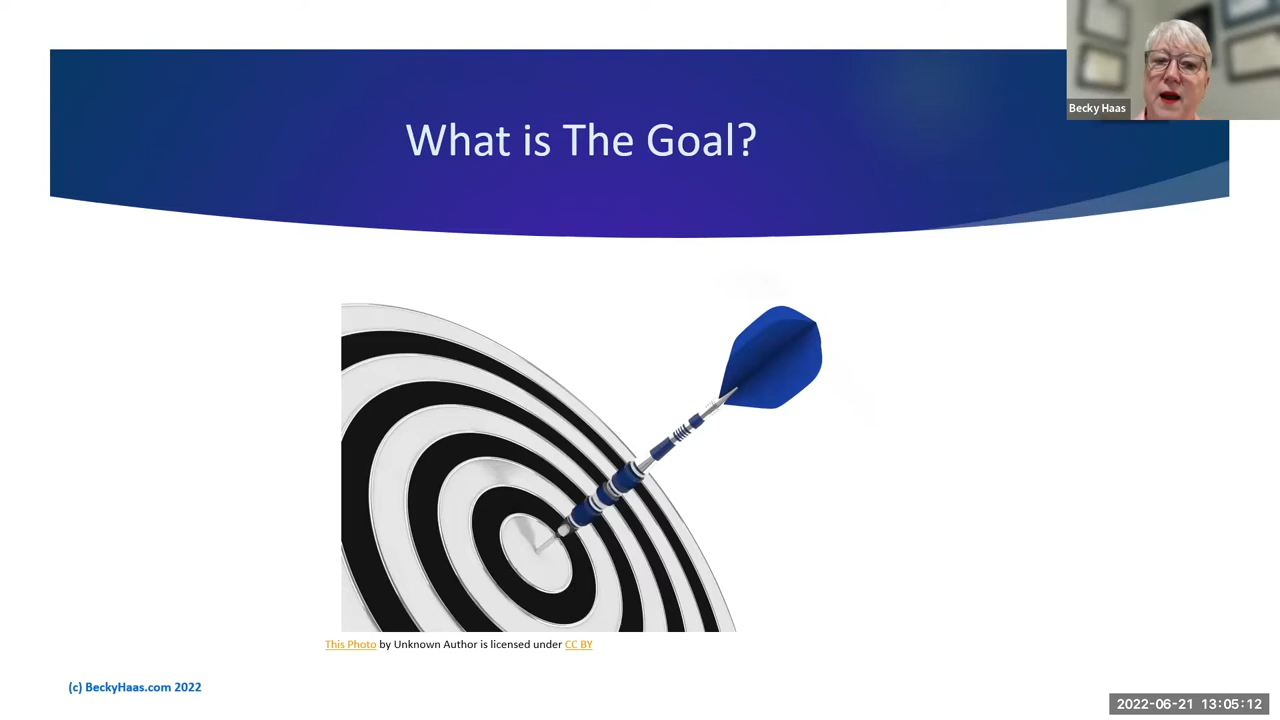 Becky Haas
What is The Goal?
This Photo by Unknown Author is licensed under CC BY
(c) BeckyHaas.com 2022
2022-06-21 13:05:12